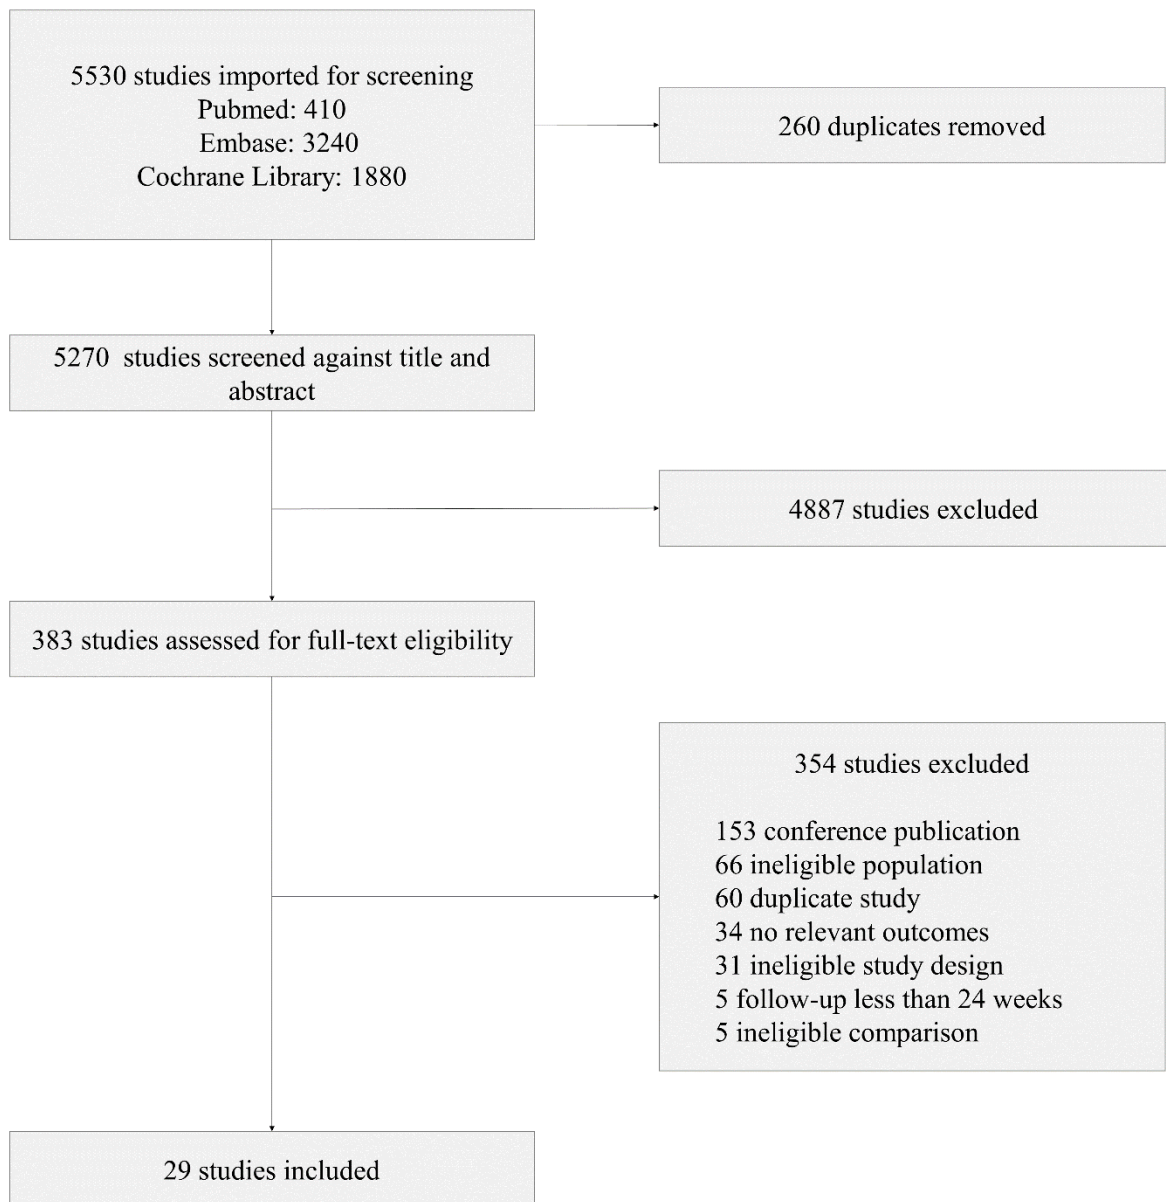 5530 studies imported for screening
Pubmed: 410
Embase: 3240
Cochrane Library: 1880
260 duplicates removed
5270  studies screened against title and
abstract
4887 studies excluded
383 studies assessed for full-text eligibility
354 studies excluded
153 conference publication
66 ineligible population
60 duplicate study
34 no relevant outcomes
31 ineligible study design
5 follow-up less than 24 weeks
5 ineligible comparison
29 studies included